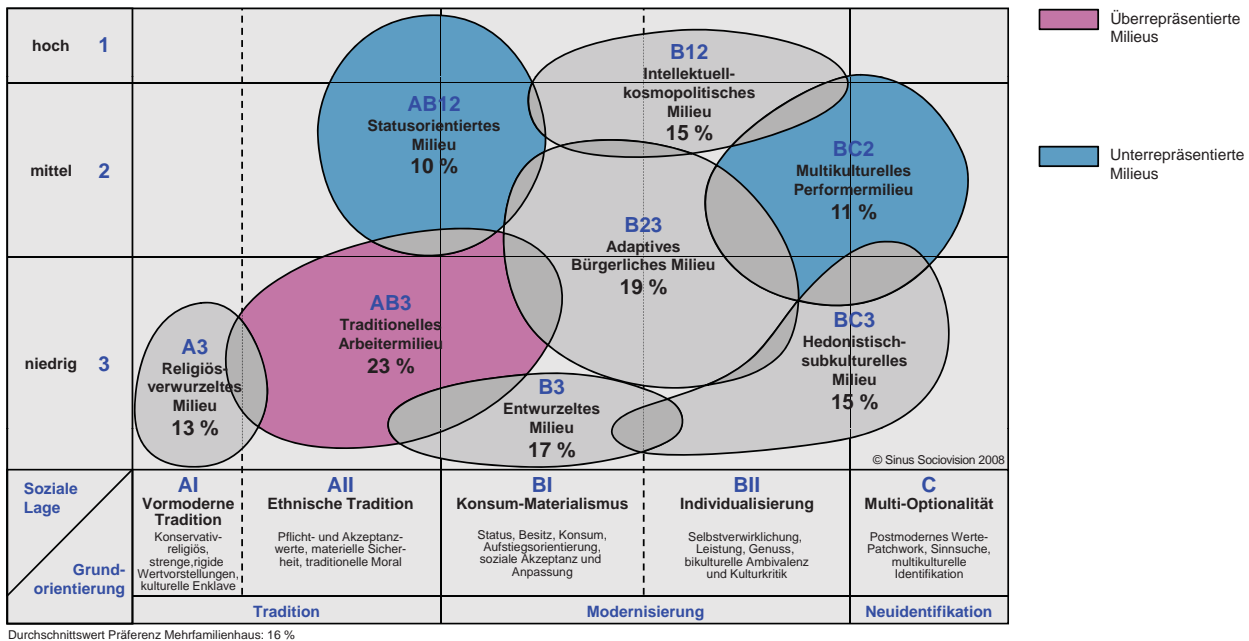 hoch 1
mittel 2
niedrig 3
B12
Intellektuell-
kosmopolitisches
Milieu
15 %
AB12
Statusorientiertes
Milieu
10 %
BC2
Multikulturelles
Performermilieu
11 %
B23
Adaptives
Bürgerliches Milieu
19 %
AB3
Traditionelles
Arbeitermilieu
23 %
A3
Religiös-
verwurzeltes
Milieu
13 %
B3
Entwurzeltes
Milieu
17 %
BC3
Hedonistisch-
subkulturelles
Milieu
15 %
© Sinus Sociovision 2008
Überrepräsentierte
Milieus
Unterrepräsentierte
Milieus
Soziale
Lage
Grund-
orientierung
AI
Vormoderne
Tradition
Konservativ-
religiös,
strenge,rigide
Wertvorstellungen,
kulturelle Enklave
AII
Ethnische Tradition
Pflicht- und Akzeptanz-
werte, materielle Sicher-
heit, traditionelle Moral
BI
Konsum-Materialismus
Status, Besitz, Konsum,
Aufstiegsorientierung,
soziale Akzeptanz und
Anpassung
BII
Individualisierung
Selbstverwirklichung,
Leistung, Genuss,
bikulturelle Ambivalenz
und Kulturkritik
C
Multi-Optionalität
Postmodernes Werte-
Patchwork, Sinnsuche,
multikulturelle
Identifikation
Tradition
Modernisierung
Neuidentifikation
Durchschnittswert Präferenz Mehrfamilienhaus: 16 %